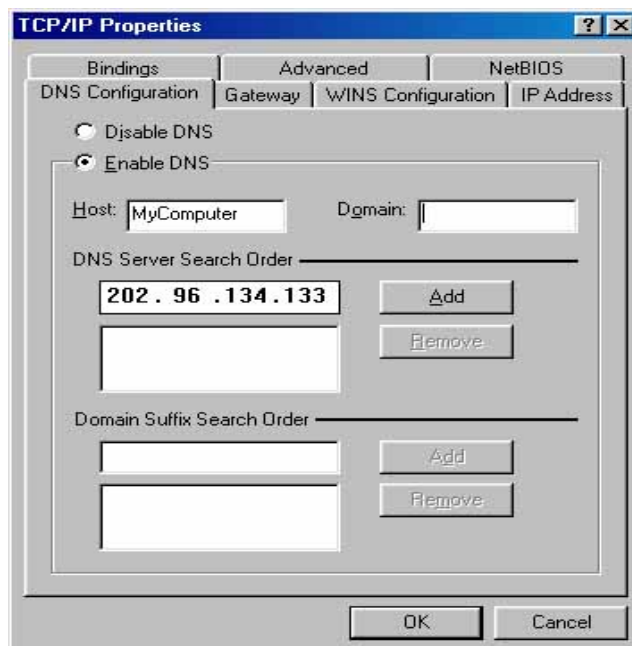 TCP/IP Properties
? X
Bindings Advanced NetBIOS
DNS Configuration Gateway WINS Configuration IP Address
Disable DNS
Enable DNS
Host: MyComputer Domain:
DNS Server Search Order
202 . 96 .134.133 Add
Remove
Domain Suffix Search Order
Add
Remove
OK Cancel